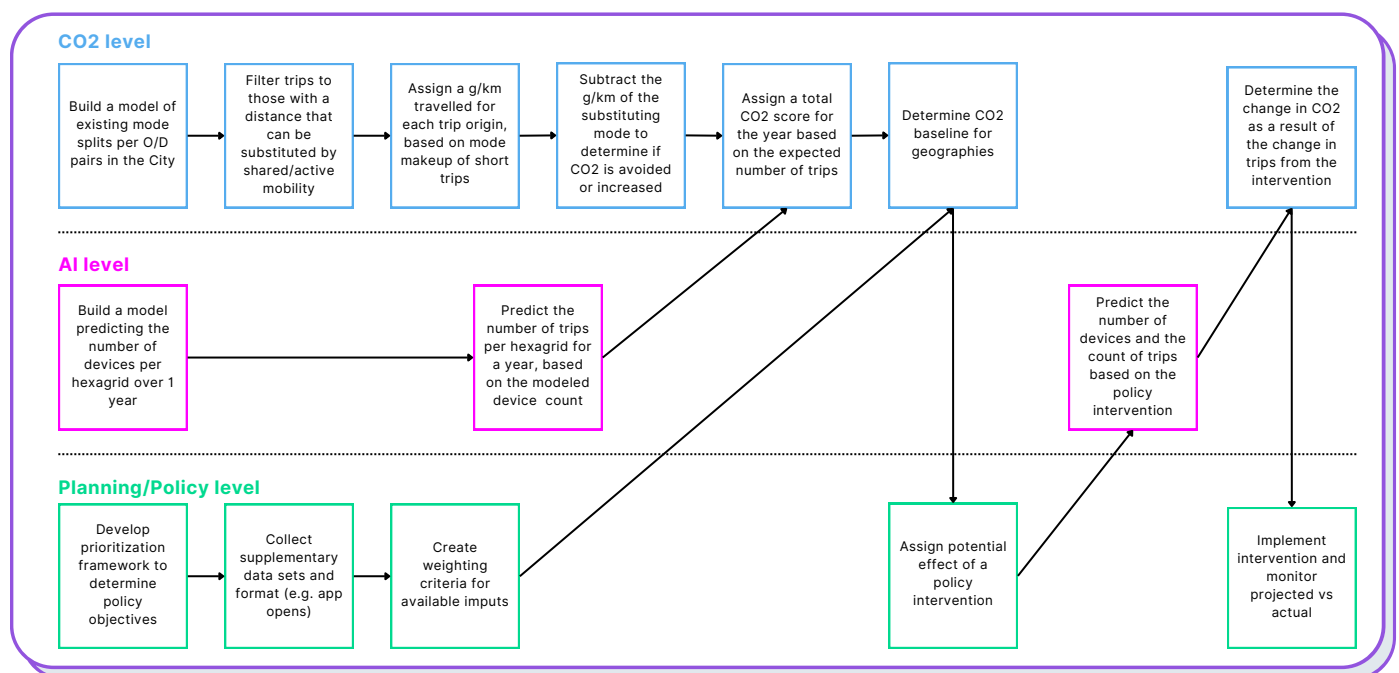 CO2 level
Build a model of
existing mode
splits per O/D
pairs in the City
Filter trips to
those with a
distance that
can be
substituted by
shared/active
mobility
Assign a g/km
travelled for
each trip origin,
based on mode
makeup of short
trips
Subtract the
g/km of the
substituting
mode to
determine if
CO2 is avoided
or increased
Assign a total
CO2 score for
the year based
on the expected
number of trips
Determine CO2
baseline for
geographies
Determine the
change in CO2
as a result of
the change in
trips from the
intervention
AI level
Build a model
predicting the
number of
devices per
hexagrid over 1
year
Predict the
number of trips
per hexagrid for
a year, based
on the modeled
device count
Predict the
number of
devices and the
count of trips
based on the
policy
intervention
Planning/Policy level
Develop
prioritization
framework to
determine
policy
objectives
Collect
supplementary
data sets and
format (e.g. app
opens)
Create
weighting
criteria for
available imputs
Assign potential
effect of a
policy
intervention
Implement
intervention and
monitor
projected vs
actual